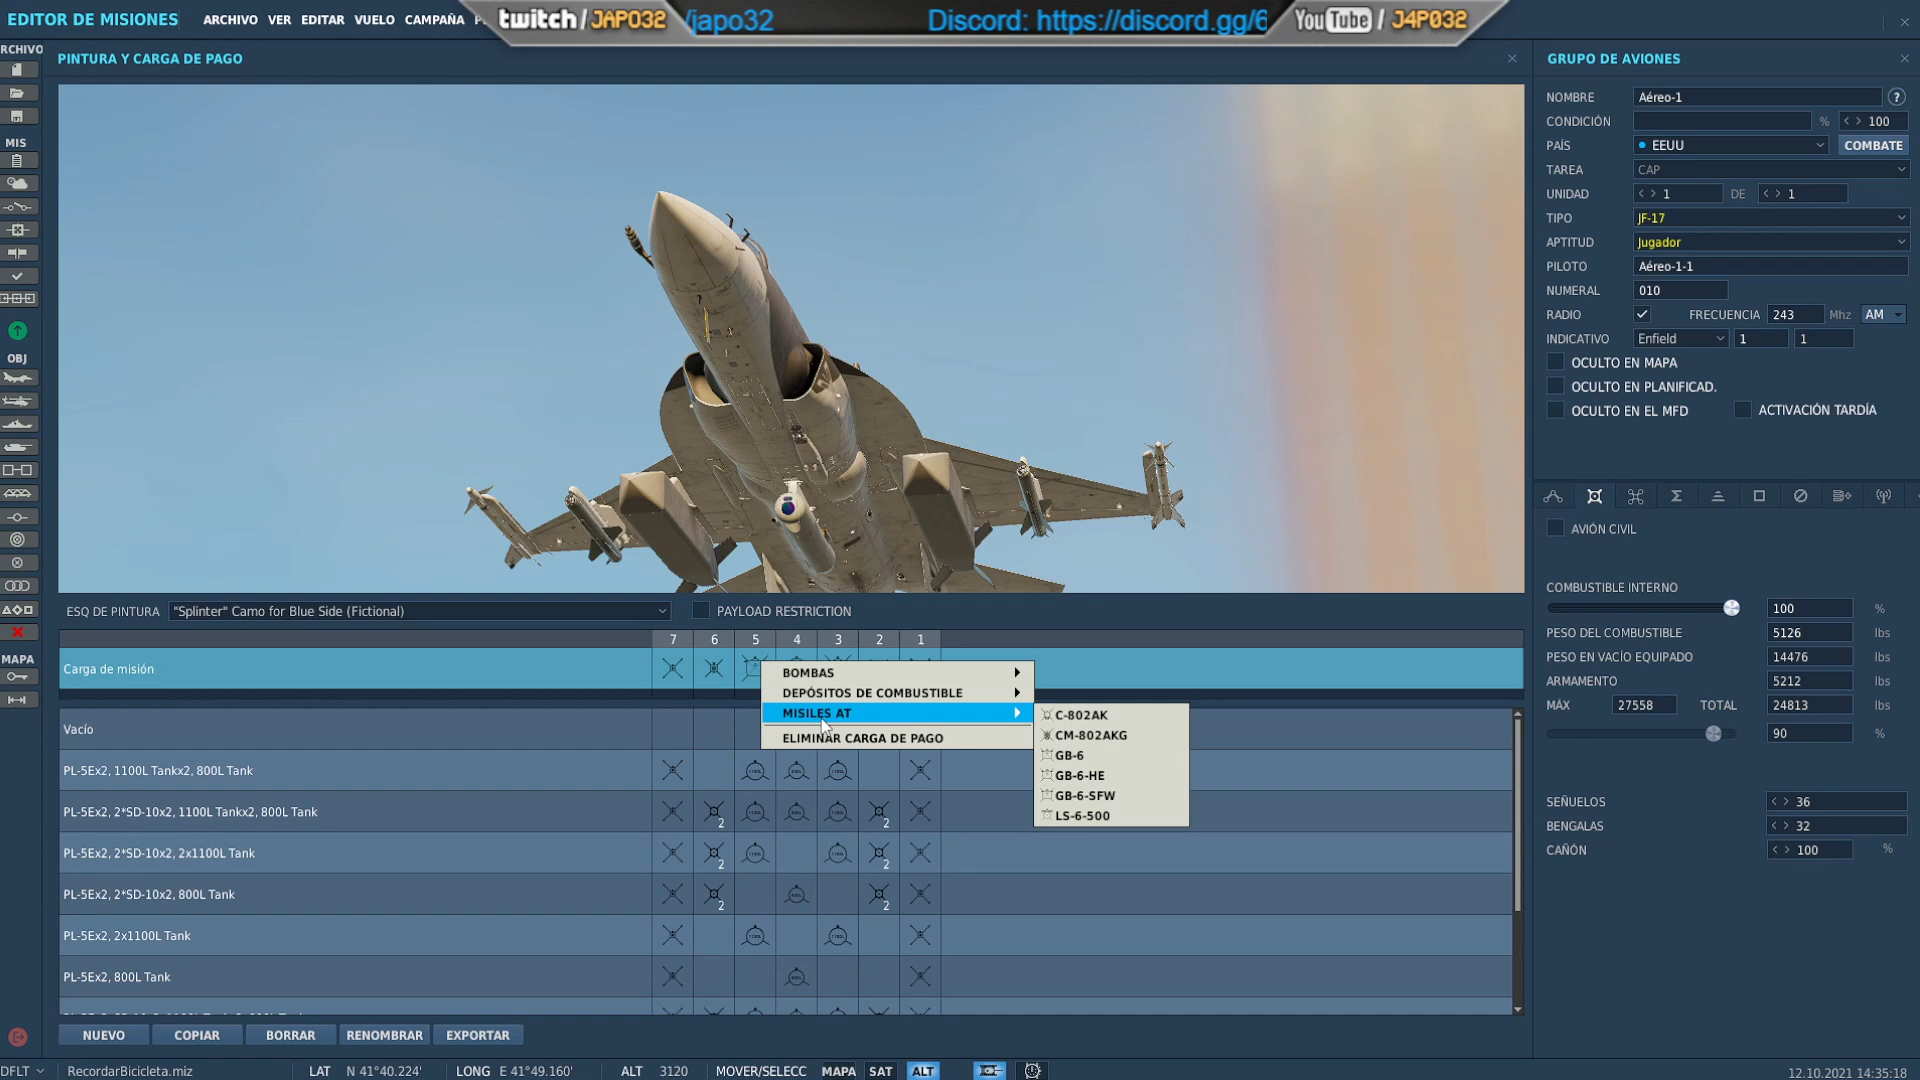 EDITOR DE MISIONES
ARCHIVO VER EDITAR VUELO CAMPAÑA
twitch / JAPO32 /japo32
Discord: https://discord.gg/6
YouTube / J4P032
RCHIVO
MIS
OBJ
MAPA
PINTURA Y CARGA DE PAGO
GRUPO DE AVIONES
NOMBRE Aéreo-1 ?
CONDICIÓN % < > 100
PAÍS EEUU COMBATE
TAREA CAP
UNIDAD < > 1 DE < > 1
TIPO JF-17
APTITUD Jugador
PILOTO Aéreo-1-1
NUMERAL 010
RADIO FRECUENCIA 243 Mhz AM
INDICATIVO Enfield 1 1
OCULTO EN MAPA
OCULTO EN PLANIFICAD.
OCULTO EN EL MFD ACTIVACIÓN TARDÍA
AVIÓN CIVIL
COMBUSTIBLE INTERNO
100 %
PESO DEL COMBUSTIBLE 5126 lbs
PESO EN VACÍO EQUIPADO 14476 lbs
ARMAMENTO 5212 lbs
MÁX 27558 TOTAL 24813 lbs
90 %
SEÑUELOS < > 36
BENGALAS < > 32
CAÑÓN < > 100 %
ESQ DE PINTURA "Splinter" Camo for Blue Side (Fictional) PAYLOAD RESTRICTION
7 6 5 4 3 2 1
Carga de misión
BOMBAS
DEPÓSITOS DE COMBUSTIBLE
MISILES AT
ELIMINAR CARGA DE PAGO
C-802AK
CM-802AKG
GB-6
GB-6-HE
GB-6-SFW
LS-6-500
Vacío
PL-5Ex2, 1100L Tankx2, 800L Tank
PL-5Ex2, 2*SD-10x2, 1100L Tankx2, 800L Tank 2 2
PL-5Ex2, 2*SD-10x2, 2x1100L Tank 2 2
PL-5Ex2, 2*SD-10x2, 800L Tank 2 2
PL-5Ex2, 2x1100L Tank
PL-5Ex2, 800L Tank
NUEVO COPIAR BORRAR RENOMBRAR EXPORTAR
DFLT RecordarBicicleta.miz LAT N 41°40.224' LONG E 41°49.160' ALT 3120 MOVER/SELECC MAPA SAT ALT 12.10.2021 14:35:18